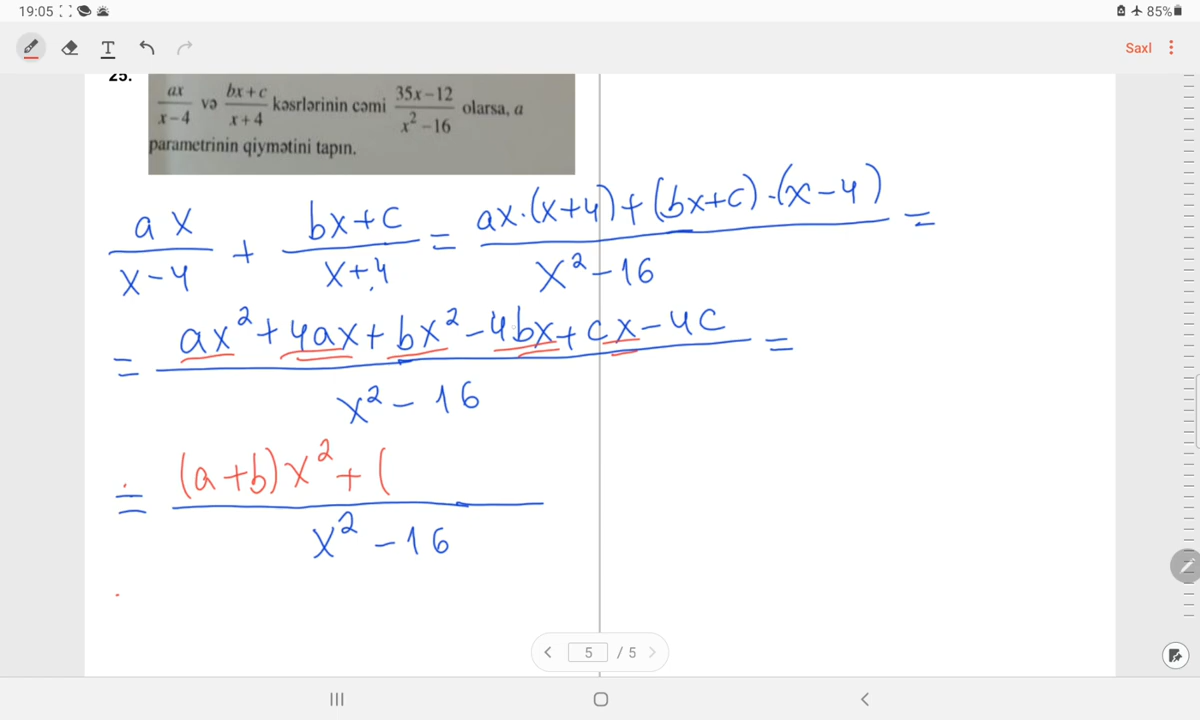 19:05
85%
T
Saxl
25.
ax/(x-4) və (bx+c)/(x+4) kəsrlərinin cəmi (35x-12)/(x²-16) olarsa, a
parametrinin qiymətini tapın.
ax/(x-4) + (bx+c)/(x+4) = (ax·(x+4)+(bx+c)·(x-4))/(x²-16) =
= (ax²+4ax+bx²-4bx+cx-4c)/(x²-16) =
= ((a+b)x²+( )/(x²-16)
5 / 5